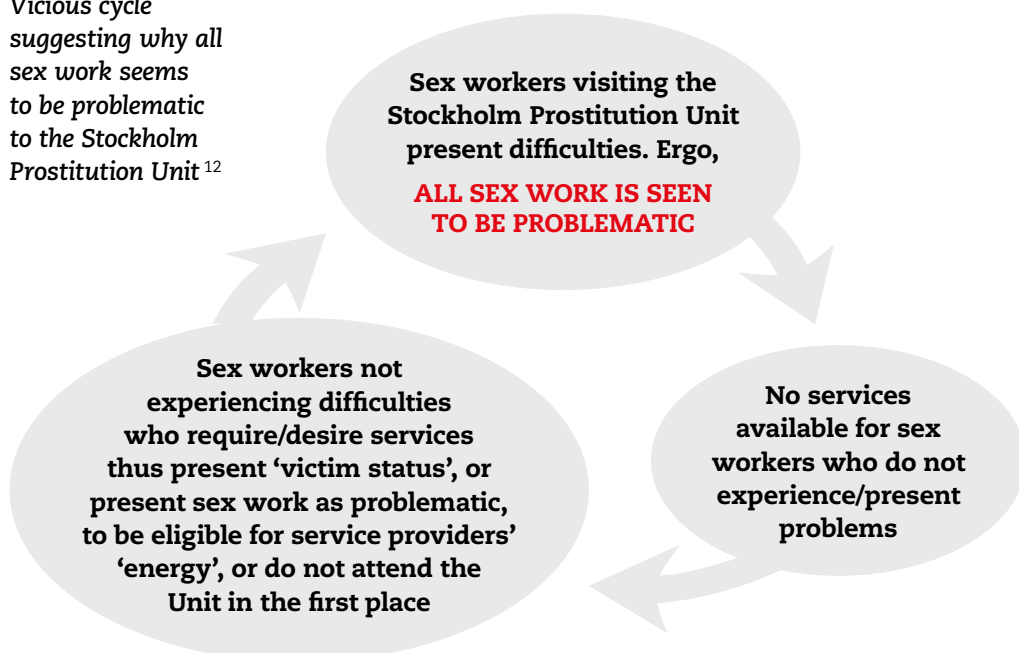 Vicious cycle
suggesting why all
sex work seems
to be problematic
to the Stockholm
Prostitution Unit 12
Sex workers visiting the
Stockholm Prostitution Unit
present difficulties. Ergo,
ALL SEX WORK IS SEEN
TO BE PROBLEMATIC
No services
available for sex
workers who do not
experience/present
problems
Sex workers not
experiencing difficulties
who require/desire services
thus present ‘victim status’, or
present sex work as problematic,
to be eligible for service providers’
‘energy’, or do not attend the
Unit in the first place